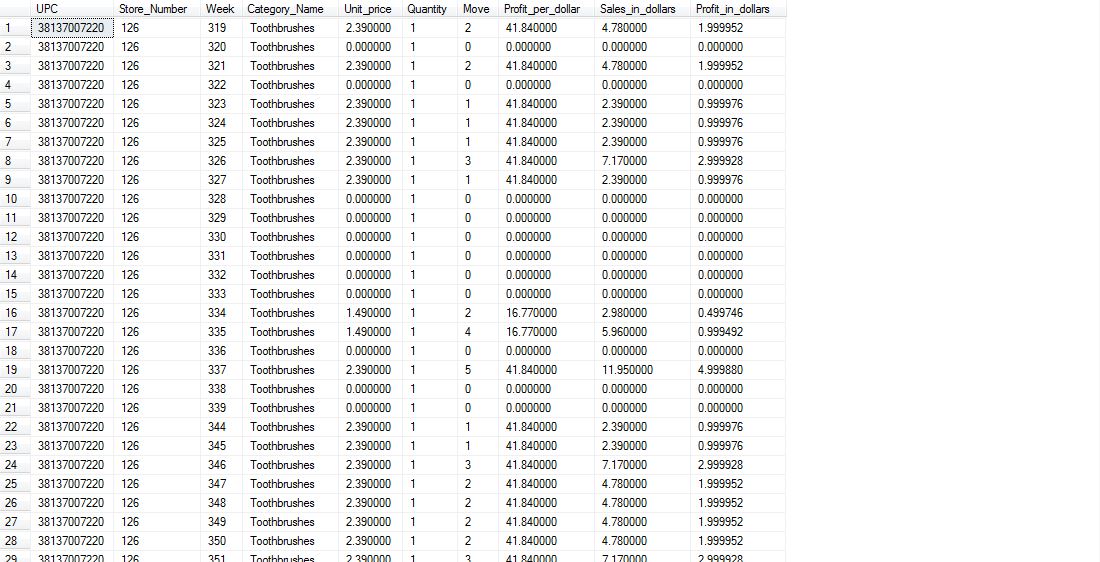 UPC Store_Number Week Category_Name Unit_price Quantity Move Profit_per_dollar Sales_in_dollars Profit_in_dollars
1 38137007220 126 319 Toothbrushes 2.390000 1 2 41.840000 4.780000 1.999952
2 38137007220 126 320 Toothbrushes 0.000000 1 0 0.000000 0.000000 0.000000
3 38137007220 126 321 Toothbrushes 2.390000 1 2 41.840000 4.780000 1.999952
4 38137007220 126 322 Toothbrushes 0.000000 1 0 0.000000 0.000000 0.000000
5 38137007220 126 323 Toothbrushes 2.390000 1 1 41.840000 2.390000 0.999976
6 38137007220 126 324 Toothbrushes 2.390000 1 1 41.840000 2.390000 0.999976
7 38137007220 126 325 Toothbrushes 2.390000 1 1 41.840000 2.390000 0.999976
8 38137007220 126 326 Toothbrushes 2.390000 1 3 41.840000 7.170000 2.999928
9 38137007220 126 327 Toothbrushes 2.390000 1 1 41.840000 2.390000 0.999976
10 38137007220 126 328 Toothbrushes 0.000000 1 0 0.000000 0.000000 0.000000
11 38137007220 126 329 Toothbrushes 0.000000 1 0 0.000000 0.000000 0.000000
12 38137007220 126 330 Toothbrushes 0.000000 1 0 0.000000 0.000000 0.000000
13 38137007220 126 331 Toothbrushes 0.000000 1 0 0.000000 0.000000 0.000000
14 38137007220 126 332 Toothbrushes 0.000000 1 0 0.000000 0.000000 0.000000
15 38137007220 126 333 Toothbrushes 0.000000 1 0 0.000000 0.000000 0.000000
16 38137007220 126 334 Toothbrushes 1.490000 1 2 16.770000 2.980000 0.499746
17 38137007220 126 335 Toothbrushes 1.490000 1 4 16.770000 5.960000 0.999492
18 38137007220 126 336 Toothbrushes 0.000000 1 0 0.000000 0.000000 0.000000
19 38137007220 126 337 Toothbrushes 2.390000 1 5 41.840000 11.950000 4.999880
20 38137007220 126 338 Toothbrushes 0.000000 1 0 0.000000 0.000000 0.000000
21 38137007220 126 339 Toothbrushes 0.000000 1 0 0.000000 0.000000 0.000000
22 38137007220 126 344 Toothbrushes 2.390000 1 1 41.840000 2.390000 0.999976
23 38137007220 126 345 Toothbrushes 2.390000 1 1 41.840000 2.390000 0.999976
24 38137007220 126 346 Toothbrushes 2.390000 1 3 41.840000 7.170000 2.999928
25 38137007220 126 347 Toothbrushes 2.390000 1 2 41.840000 4.780000 1.999952
26 38137007220 126 348 Toothbrushes 2.390000 1 2 41.840000 4.780000 1.999952
27 38137007220 126 349 Toothbrushes 2.390000 1 2 41.840000 4.780000 1.999952
28 38137007220 126 350 Toothbrushes 2.390000 1 2 41.840000 4.780000 1.999952
29 38137007220 126 351 Toothbrushes 2.390000 1 3 41.840000 7.170000 2.999928